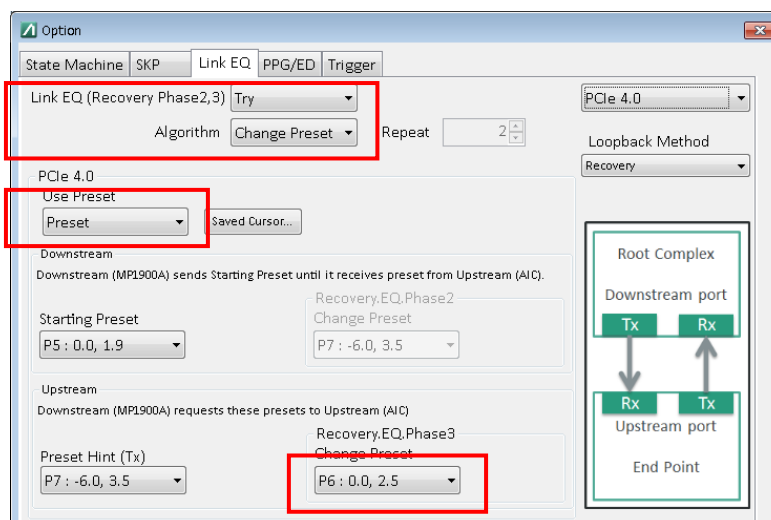 Option
State Machine SKP Link EQ PPG/ED Trigger
Link EQ (Recovery Phase2,3) Try
PCIe 4.0
Algorithm Change Preset Repeat 2
Loopback Method
Recovery
PCIe 4.0
Use Preset
Preset Saved Cursor...
Downstream
Downstream (MP1900A) sends Starting Preset until it receives preset from Upstream (AIC).
Recovery.EQ.Phase2
Starting Preset Change Preset
P5 : 0.0, 1.9 P7 : -6.0, 3.5
Upstream
Downstream (MP1900A) requests these presets to Upstream (AIC)
Recovery.EQ.Phase3
Preset Hint (Tx) Change Preset
P7 : -6.0, 3.5 P6 : 0.0, 2.5
Root Complex
Downstream port
Tx Rx
Rx Tx
Upstream port
End Point